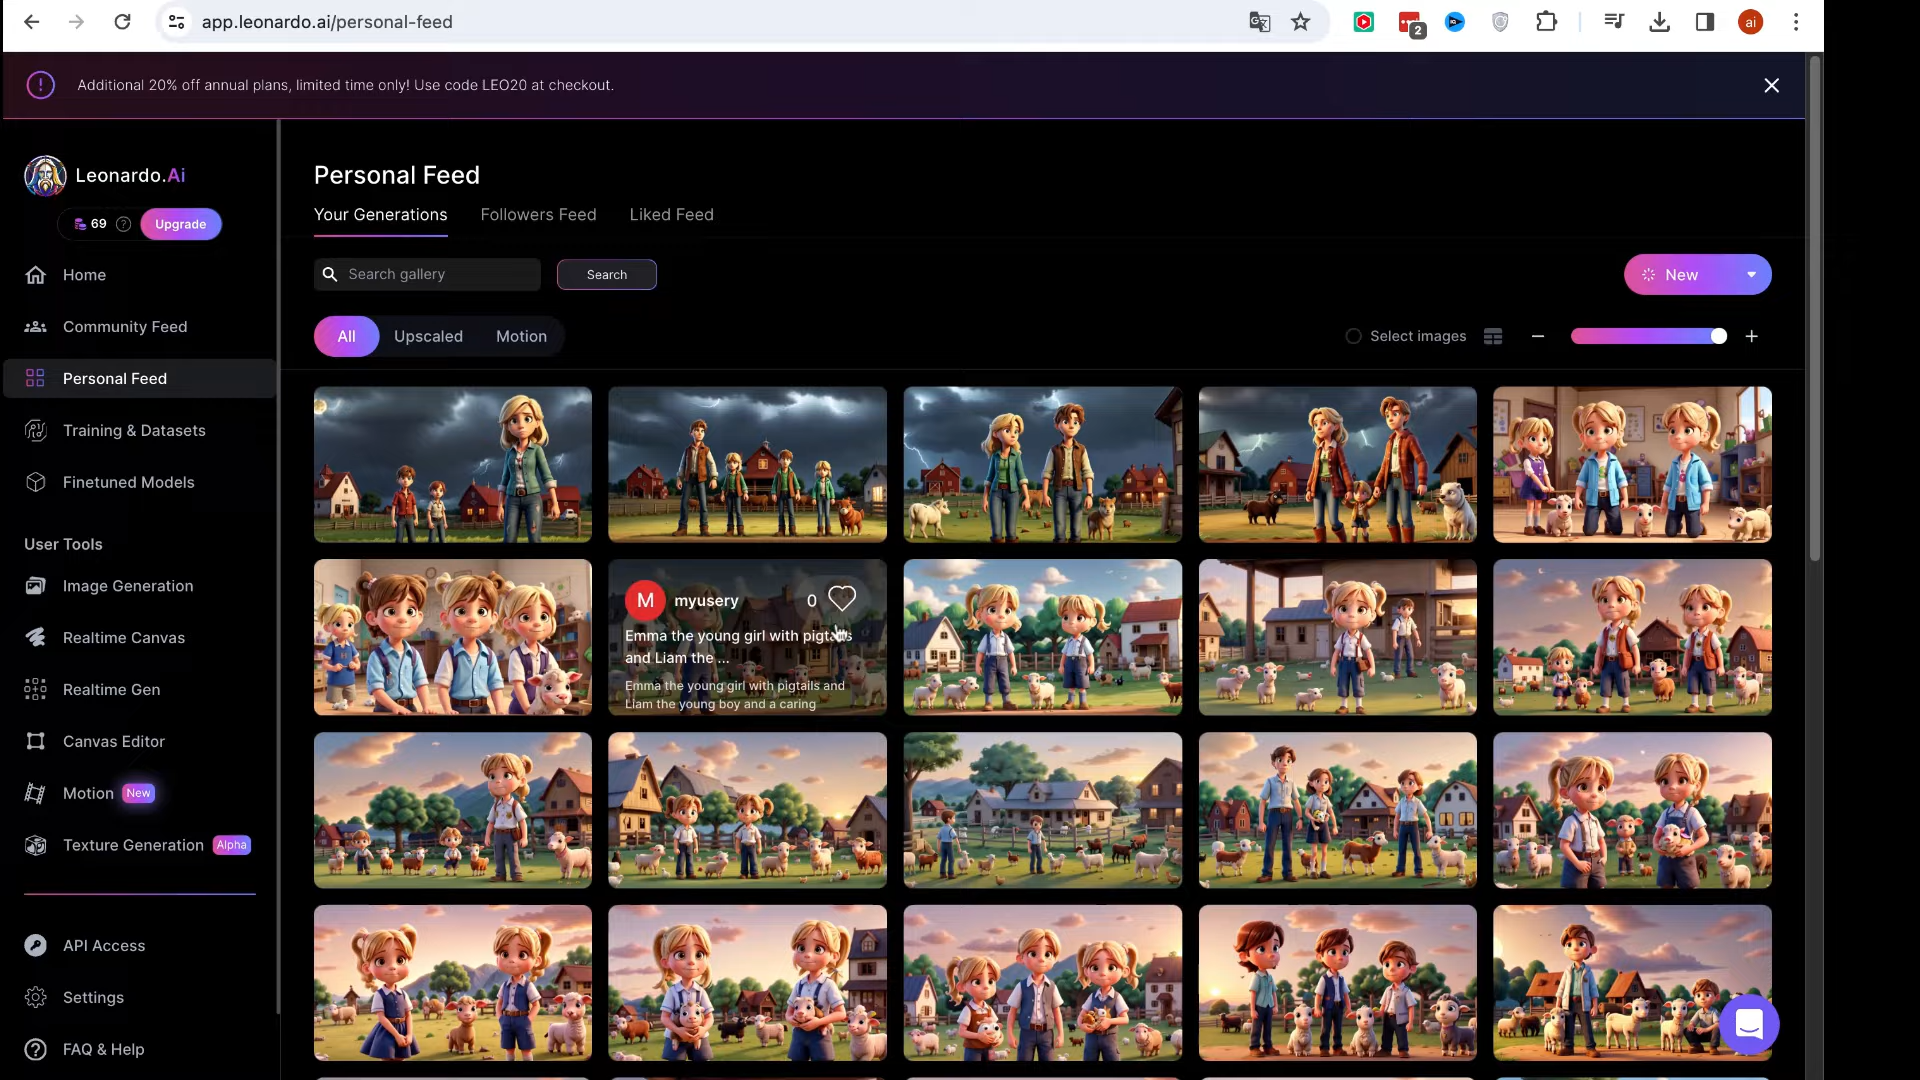 app.leonardo.ai/personal-feed
2
ai
Additional 20% off annual plans, limited time only! Use code LEO20 at checkout.
Leonardo.Ai
69
Upgrade
Home
Community Feed
Personal Feed
Training & Datasets
Finetuned Models
User Tools
Image Generation
Realtime Canvas
Realtime Gen
Canvas Editor
Motion New
Texture Generation Alpha
API Access
Settings
FAQ & Help
Personal Feed
Your Generations Followers Feed Liked Feed
Search gallery Search
New
All Upscaled Motion
Select images
M myusery 0
Emma the young girl with pigtails
and Liam the ...
Emma the young girl with pigtails and
Liam the young boy and a caring